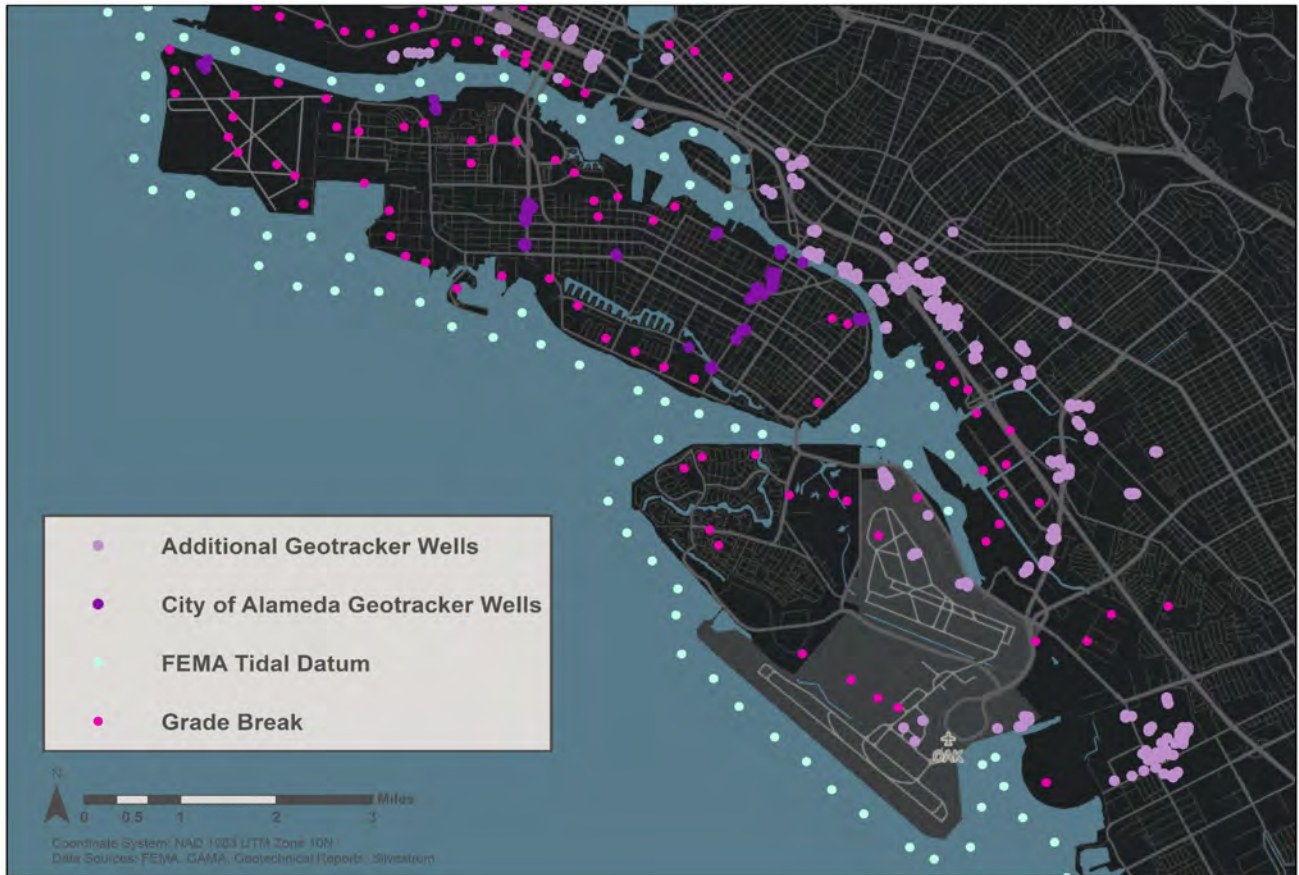 Additional Geotracker Wells
City of Alameda Geotracker Wells
FEMA Tidal Datum
Grade Break
OAK
N
Miles
0 0.5 1 2 3
Coordinate System: NAD 1983 UTM Zone 10N
Data Sources: FEMA, GAMA, Geotechnical Reports, Silvestrum